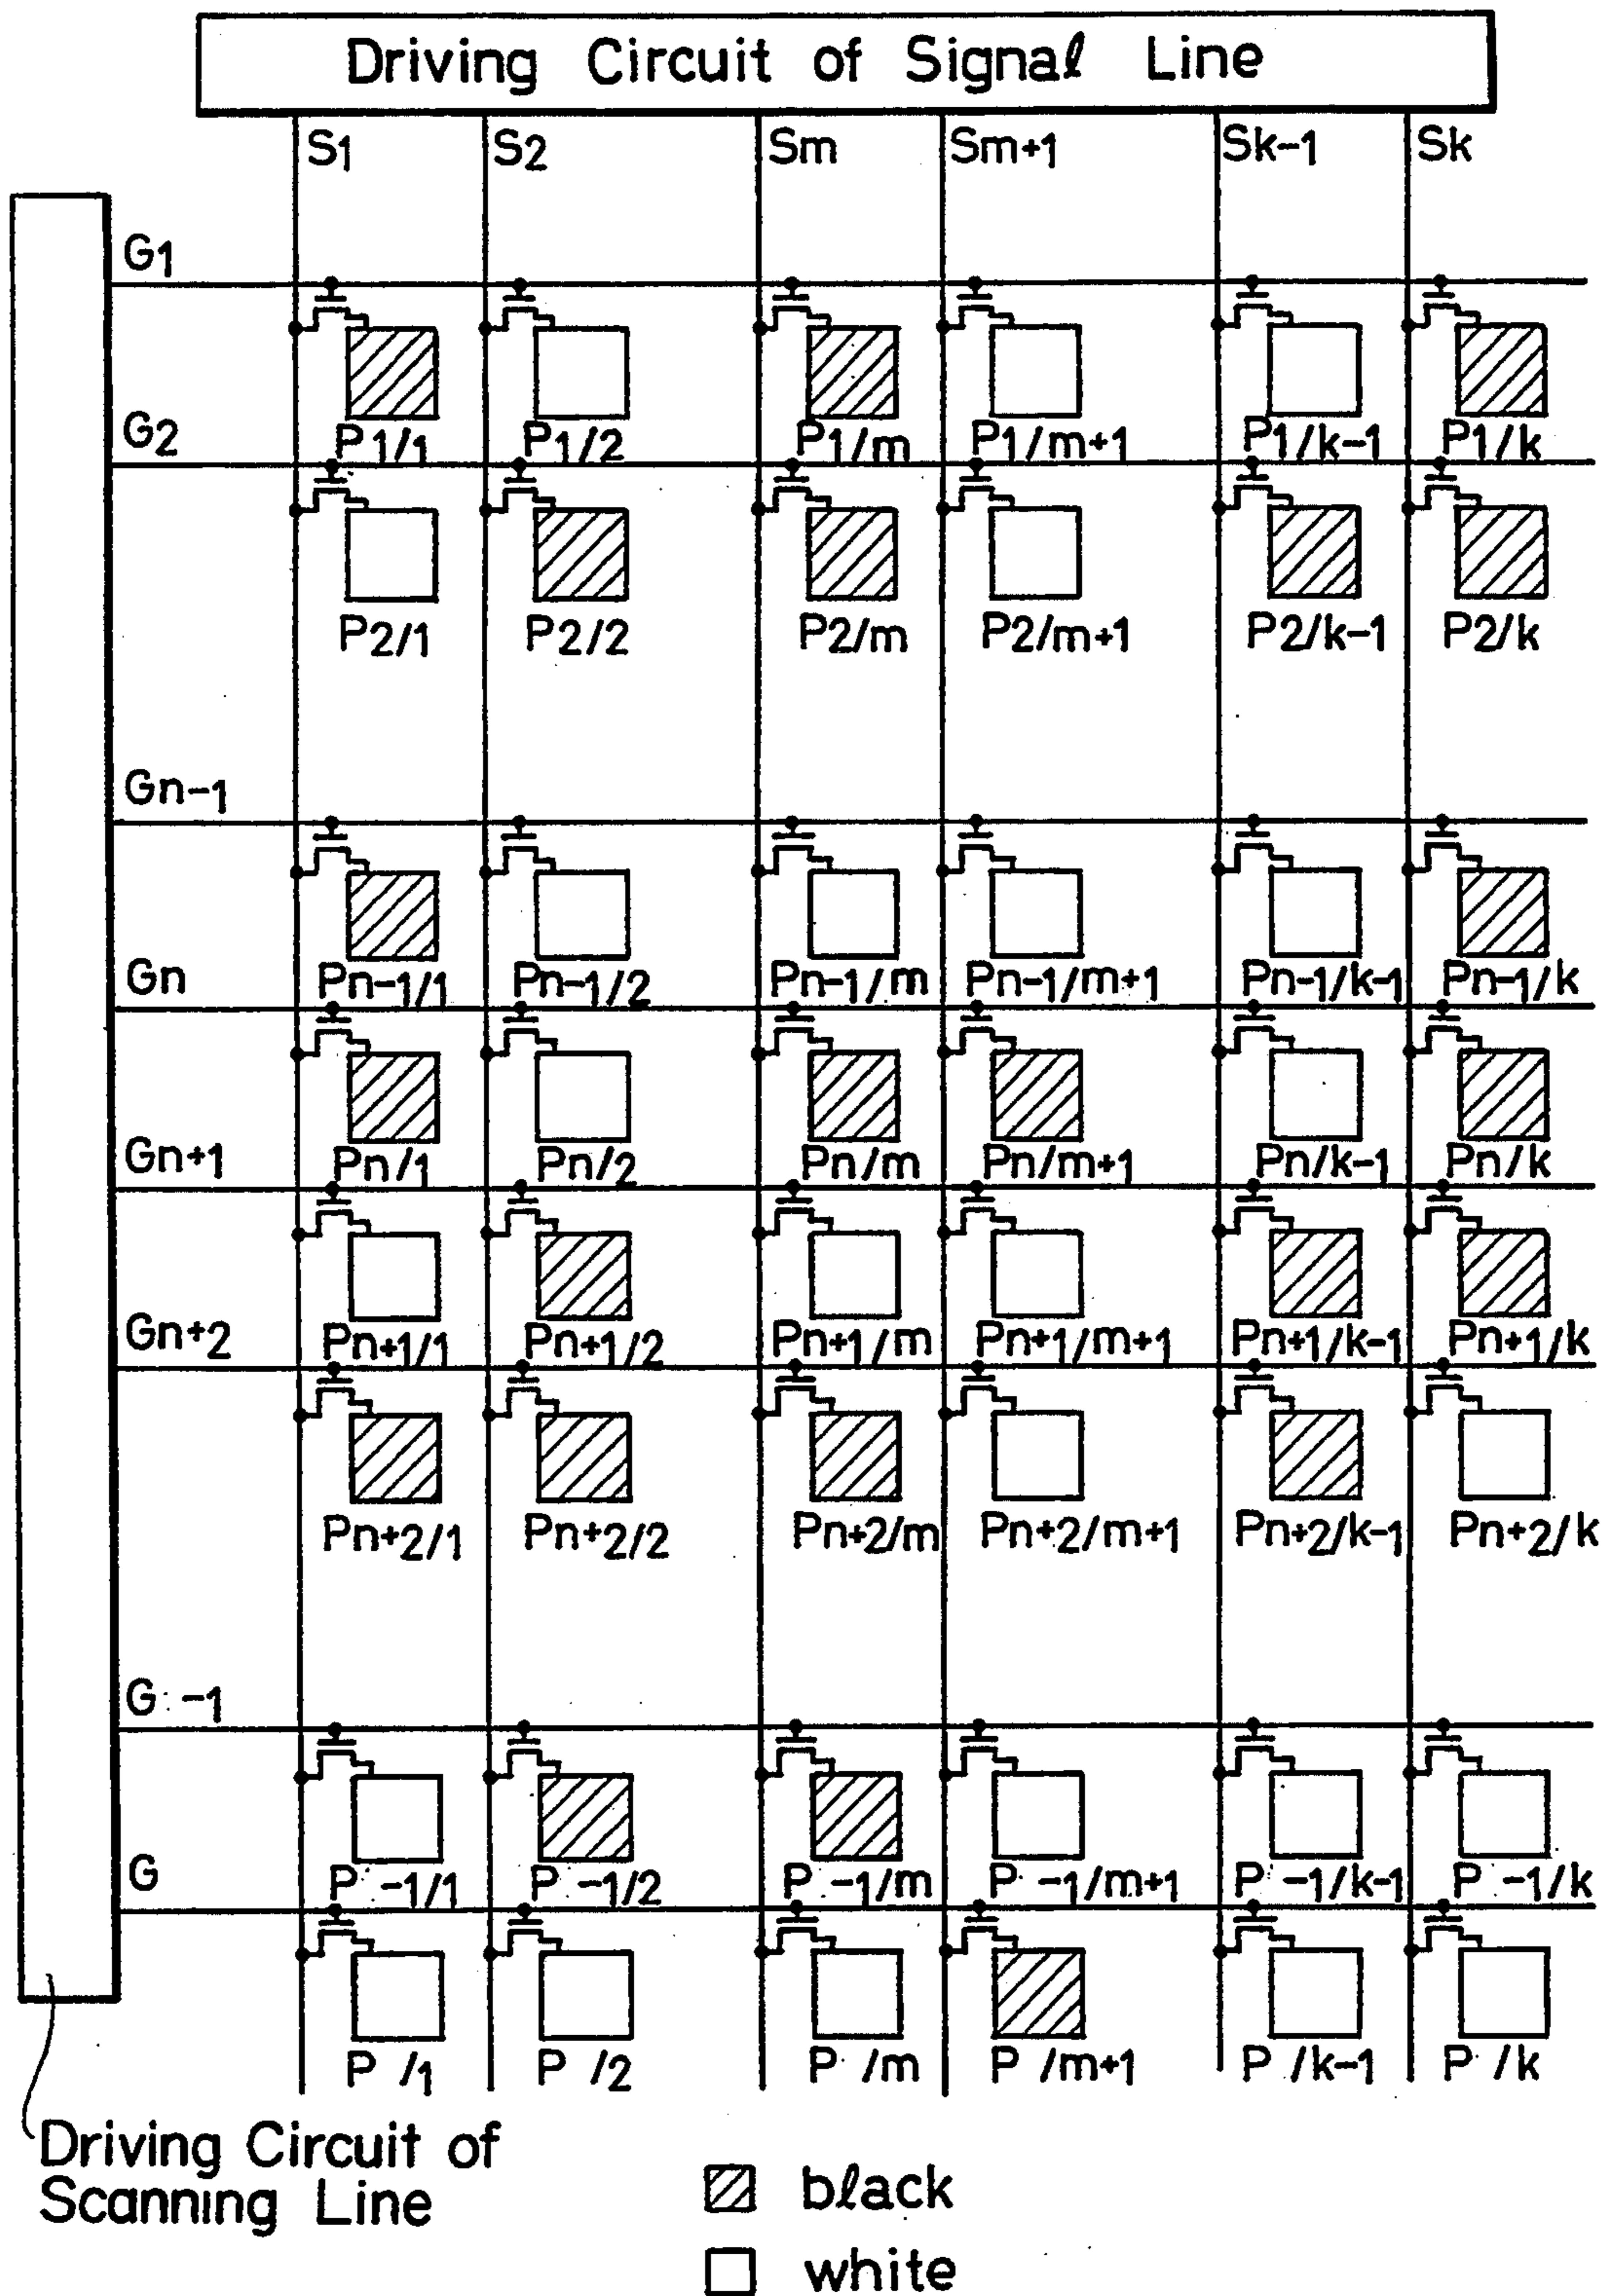 Driving Circuit of Signal Line
S1 S2 Sm Sm+1 Sk-1 Sk
G1
P1/1 P1/2 P1/m P1/m+1 P1/k-1 P1/k
G2
P2/1 P2/2 P2/m P2/m+1 P2/k-1 P2/k
Gn-1
Pn-1/1 Pn-1/2 Pn-1/m Pn-1/m+1 Pn-1/k-1 Pn-1/k
Gn
Pn/1 Pn/2 Pn/m Pn/m+1 Pn/k-1 Pn/k
Gn+1
Pn+1/1 Pn+1/2 Pn+1/m Pn+1/m+1 Pn+1/k-1 Pn+1/k
Gn+2
Pn+2/1 Pn+2/2 Pn+2/m Pn+2/m+1 Pn+2/k-1 Pn+2/k
G -1
P -1/1 P -1/2 P -1/m P -1/m+1 P -1/k-1 P -1/k
G
P /1 P /2 P /m P /m+1 P /k-1 P /k
Driving Circuit of
Scanning Line
black
white